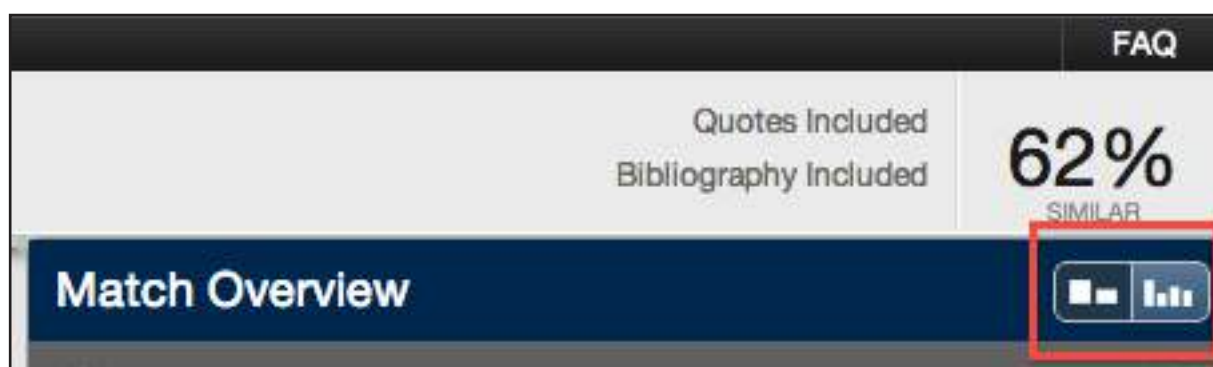 FAQ
Quotes Included
Bibliography Included
62%
SIMILAR
Match Overview